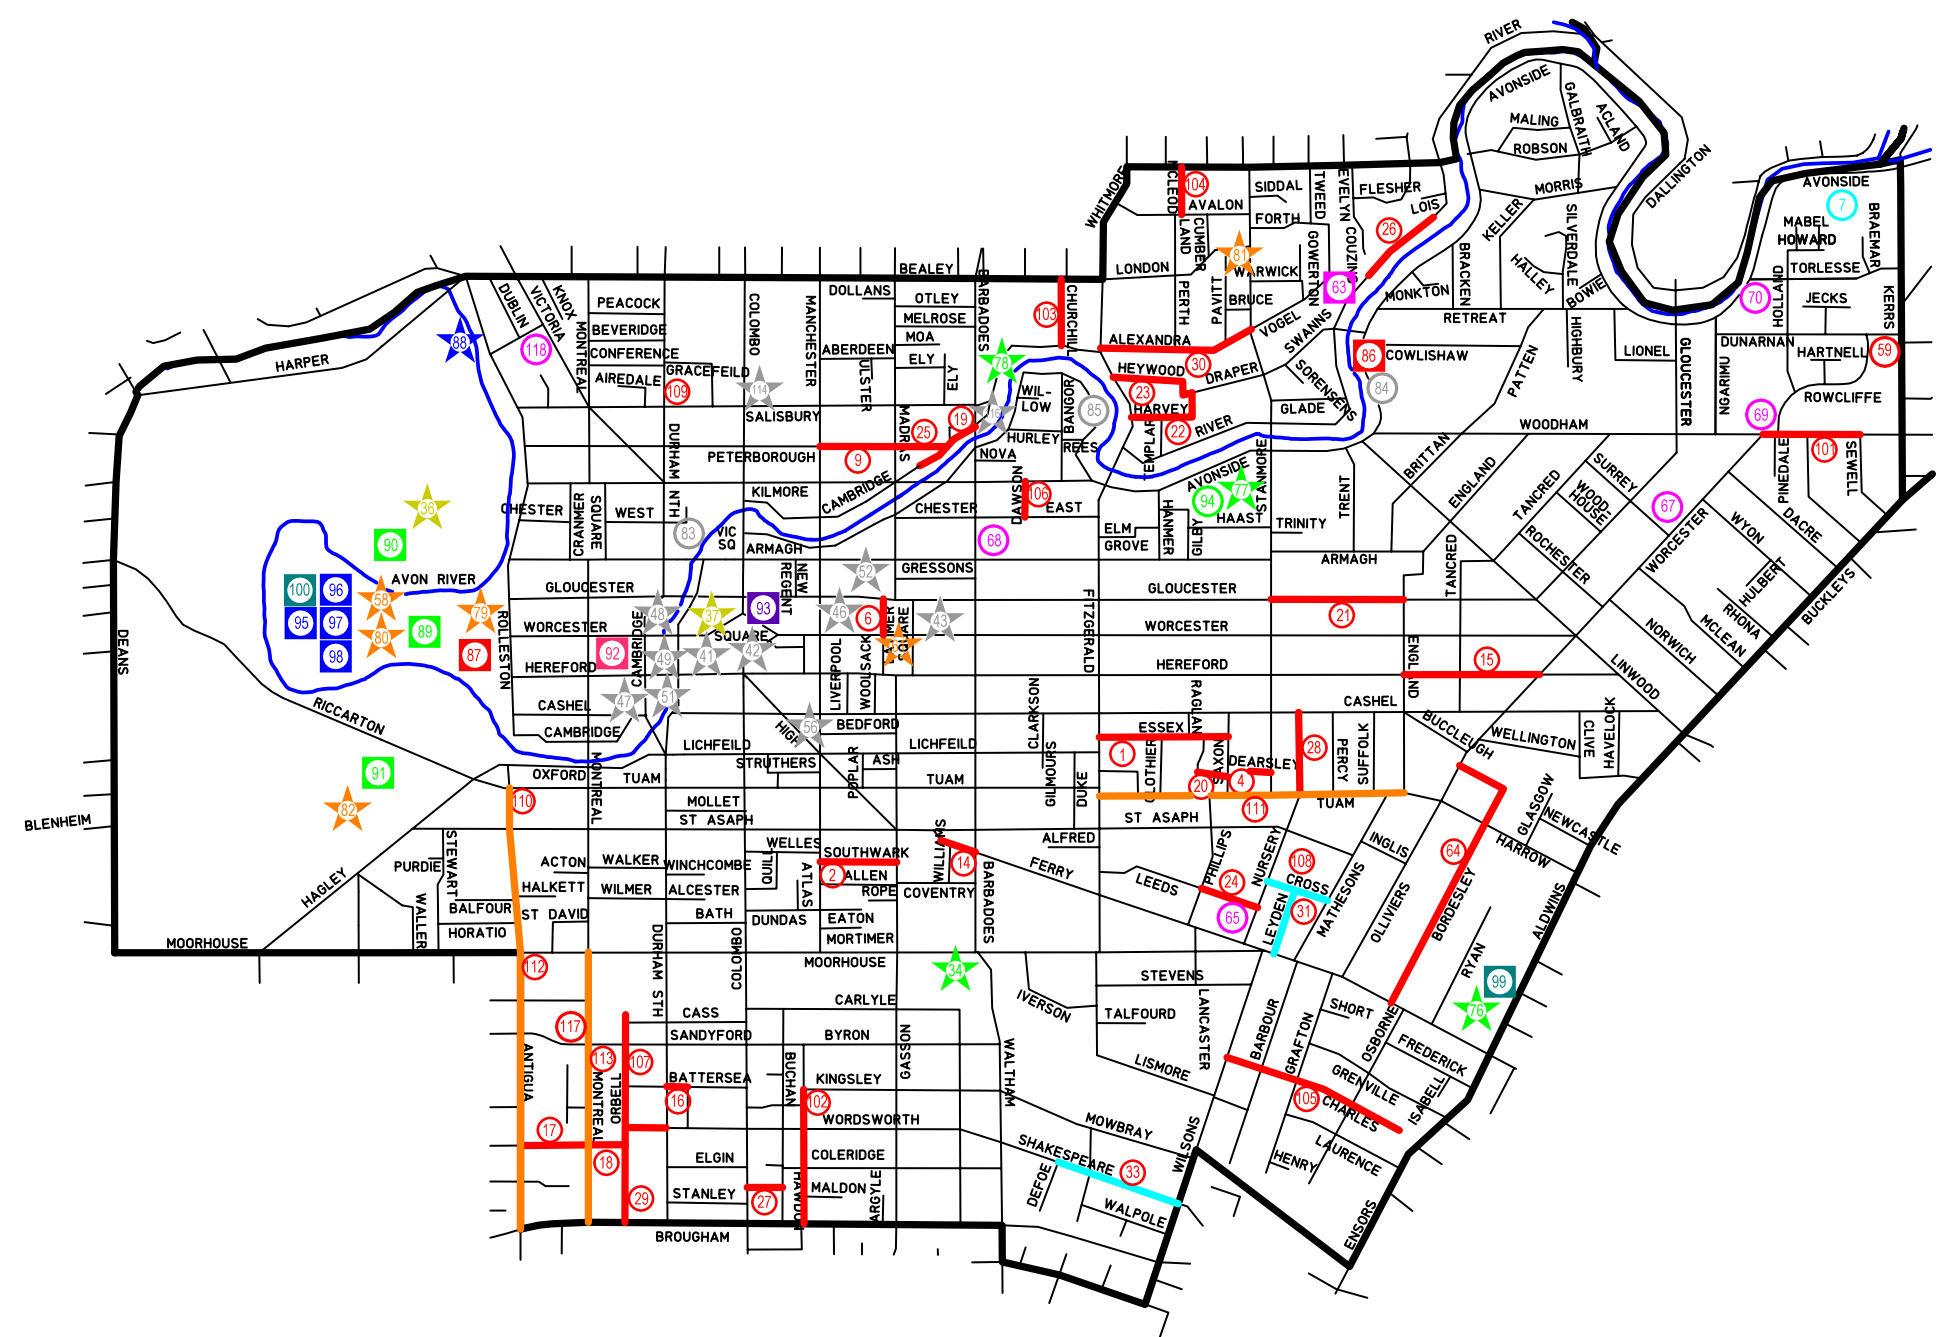 RIVER
AVONSIDE
GALBRAITH
ACLAND
MALING
ROBSON
DALLINGTON
MORRIS
KELLER
SILVERDALE
HALLEY
BOWIE
BRACKEN
MONKTON
RETREAT
HIGHBURY
PATTEN
LIONEL
GLOUCESTER
AVONSIDE
7
MABEL
HOWARD
BRAEMAR
TORLESSE
HOLLAND
70
JECKS
KERRS
DUNARNAN
HARTNELL
59
NGARIMU
ROWCLIFFE
69
101
SEWELL
PINEDALE
WOODHAM
WHITMORE
MCLEOD
104
AVALON
SIDDAL
FORTH
TWEED
EVELYN
COUZINS
FLESHER
LOIS
26
LAND
CUMBER
81
WARWICK
GOWERTON
63
LONDON
PERTH
PAVITT
BRUCE
VOGEL
SWANNS
ALEXANDRA
30
HEYWOOD
DRAPER
23
HARVEY
22
RIVER
TEMPLAR
SORENSENS
GLADE
86
COWLISHAW
84
BEALEY
BARBADOES
CHURCHILL
103
DOLLANS
OTLEY
MELROSE
MOA
ELY
ELY
ABERDEEN
ULSTER
MANCHESTER
COLOMBO
PEACOCK
BEVERIDGE
CONFERENCE
AIREDALE
GRACEFEILD
109
114
SALISBURY
KNOX
VICTORIA
DUBLIN
118
MONTREAL
88
HARPER
78
WIL-
LOW
BANGOR
85
HURLEY
REES
NOVA
MADRAS
25
19
9
PETERBOROUGH
DURHAM NTH
KILMORE
CAMBRIDGE
CHESTER
DAWSON
106
EAST
68
AVONSIDE
94
77
HAAST
STANMORE
HANMER
GILBY
ELM
GROVE
TRINITY
TRENT
BRITTAN
ENGLAND
TANCRED
SURREY
WOOD-
HOUSE
67
ROCHESTER
WORCESTER
WYON
DACRE
HULBERT
RHONA
MCLEAN
BUCKLEYS
NORWICH
LINWOOD
ARMAGH
TANCRED
36
90
CHESTER
CRANMER
SQUARE
WEST
83
VIC
SQ
ARMAGH
NEW
REGENT
52
GRESSONS
100
96
95
97
98
58
80
AVON RIVER
79
89
87
ROLLESTON
GLOUCESTER
WORCESTER
HEREFORD
92
CASHEL
CAMBRIDGE
CAMBRIDGE
48
49
47
51
37
41
42
93
SQUARE
46
6
43
SQUARE
LIVERPOOL
WOOLSACK
56
BEDFORD
HIGH
GLOUCESTER
WORCESTER
HEREFORD
FITZGERALD
21
15
ENGLAND
CASHEL
DEANS
RICCARTON
91
82
BLENHEIM
OXFORD
TUAM
MONTREAL
LICHFEILD
STRUTHERS
POPLAR
ASH
LICHFEILD
TUAM
CLARKSON
GILMOURS
DUKE
ESSEX
RAGLAN
1
CLOTHIER
SAXON
DEARSLEY
20
4
28
PERCY
SUFFOLK
111
TUAM
BUCCLEUGH
WELLINGTON
CLIVE
HAVELOCK
GLASGOW
NEWCASTLE
HARROW
110
MOLLET
ST ASAPH
ST ASAPH
ALFRED
FERRY
LEEDS
PHILLIPS
24
65
NURSERY
108
CROSS
31
LEYDEN
MATHESONS
INGLIS
OLLIVIERS
64
BORDESLEY
RYAN
ALDWINS
99
76
STEWART
PURDIE
WALLER
HAGLEY
BALFOUR
HORATIO
MOORHOUSE
ACTON
HALKETT
ST DAVID
WALKER
WINCHCOMBE
WILMER
ALCESTER
BATH
WELLES
SOUTHWARK
2
ALLEN
ROPE
ATLAS
DUNDAS
EATON
MORTIMER
COVENTRY
WILLIAMS
14
BARBADOES
DURHAM STH
COLOMBO
MOORHOUSE
34
112
117
113
107
ANTIGUA
MONTREAL
ORBELL
CASS
SANDYFORD
BATTERSEA
16
CARLYLE
BYRON
BUCHAN
KINGSLEY
102
WORDSWORTH
GASSON
WALTHAM
IVERSON
STEVENS
TALFOURD
LANCASTER
LISMORE
MOWBRAY
BARBOUR
GRAFTON
SHORT
OSBORNE
FREDERICK
GRENVILLE
105
CHARLES
ISABELL
LAURENCE
HENRY
17
18
29
ELGIN
STANLEY
27
COLERIDGE
MALDON
ARGYLE
BROUGHAM
SHAKESPEARE
33
DEFOE
WALPOLE
WILSONS
ENSORS